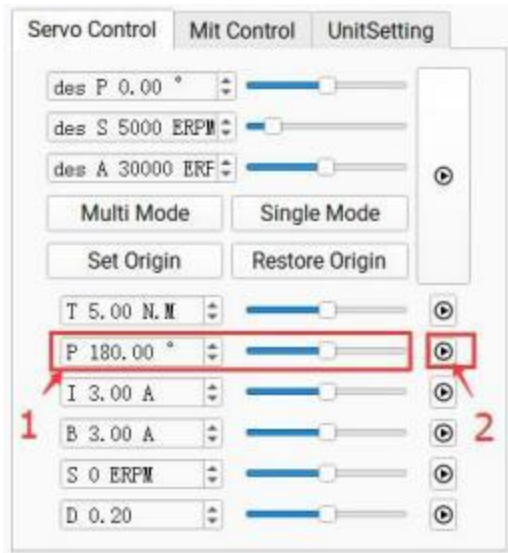 Servo Control Mit Control UnitSetting
des P 0.00 °
des S 5000 ERPM
des A 30000 ERF
Multi Mode Single Mode
Set Origin Restore Origin
T 5.00 N.M
P 180.00 °
1 I 3.00 A
B 3.00 A 2
S 0 ERPM
D 0.20